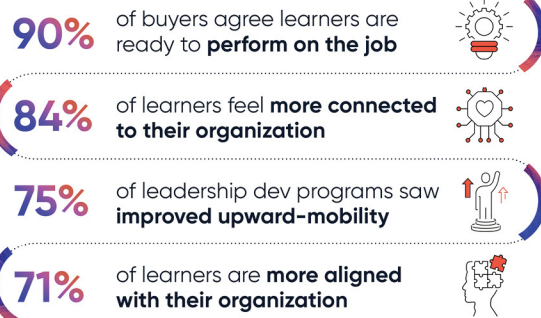 90%
of buyers agree learners are
ready to perform on the job
84%
of learners feel more connected
to their organization
75%
of leadership dev programs saw
improved upward-mobility
71%
of learners are more aligned
with their organization